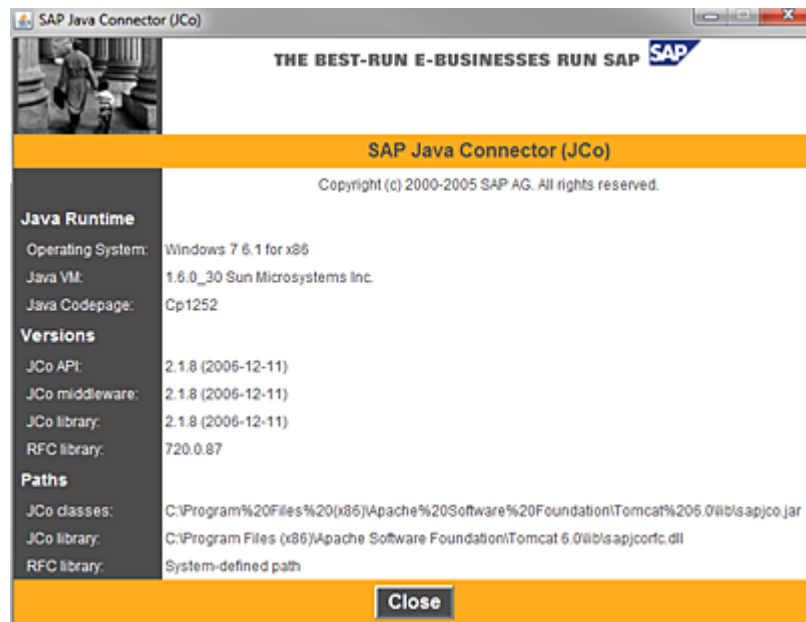 SAP Java Connector (JCo)
THE BEST-RUN E-BUSINESSES RUN SAP SAP
SAP Java Connector (JCo)
Copyright (c) 2000-2005 SAP AG. All rights reserved.
Java Runtime
Operating System: Windows 7 6.1 for x86
Java VM: 1.6.0_30 Sun Microsystems Inc.
Java Codepage: Cp1252
Versions
JCo API: 2.1.8 (2006-12-11)
JCo middleware: 2.1.8 (2006-12-11)
JCo library: 2.1.8 (2006-12-11)
RFC library: 720.0.87
Paths
JCo classes: C:\Program%20Files%20(x86)\Apache%20Software%20Foundation\Tomcat%206.0\lib\sapjco.jar
JCo library: C:\Program Files (x86)\Apache Software Foundation\Tomcat 6.0\lib\sapjcorfc.dll
RFC library: System-defined path
Close